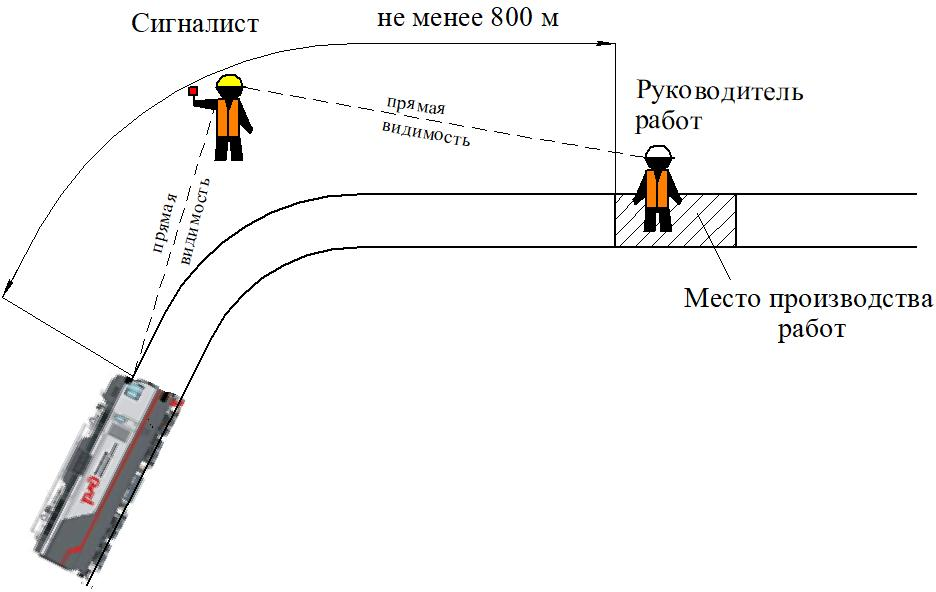 Сигналист
не менее 800 м
Руководитель
работ
прямая
видимость
прямая
видимость
Место производства
работ